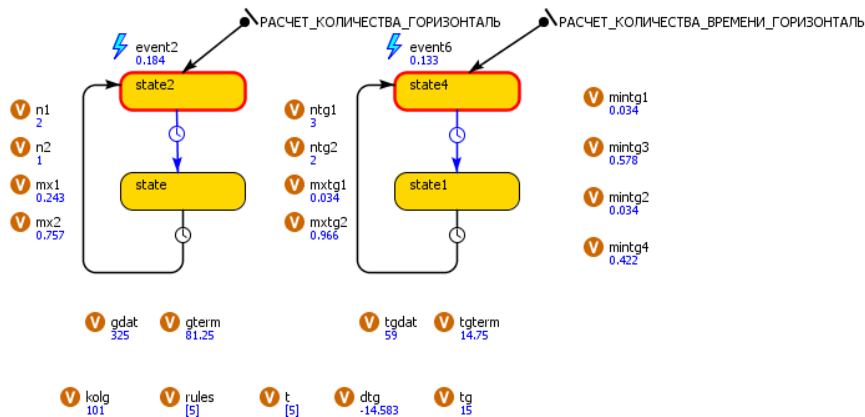 РАСЧЕТ_КОЛИЧЕСТВА_ГОРИЗОНТАЛЬ
РАСЧЕТ_КОЛИЧЕСТВА_ВРЕМЕНИ_ГОРИЗОНТАЛЬ
event2
0.184
event6
0.133
state2
state4
V mintg1
0.034
V n1
2
V ntg1
3
V n2
1
V ntg2
2
V mintg3
0.578
V mx1
0.243
state
V mxtg1
0.034
state1
V mintg2
0.034
V mx2
0.757
V mxtg2
0.966
V mintg4
0.422
V gdat
325
V gterm
81.25
V tgdat
59
V tgterm
14.75
V kolg
101
V rules
[5]
V t
[5]
V dtg
-14.583
V tg
15